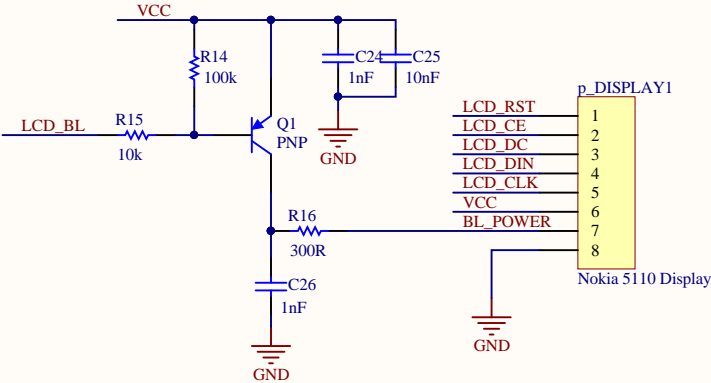 VCC
R14
100k
C24
1nF
C25
10nF
R15
10k
LCD_BL
Q1
PNP
GND
R16
300R
C26
1nF
GND
p_DISPLAY1
LCD_RST 1
LCD_CE 2
LCD_DC 3
LCD_DIN 4
LCD_CLK 5
VCC 6
BL_POWER 7
8
Nokia 5110 Display
GND